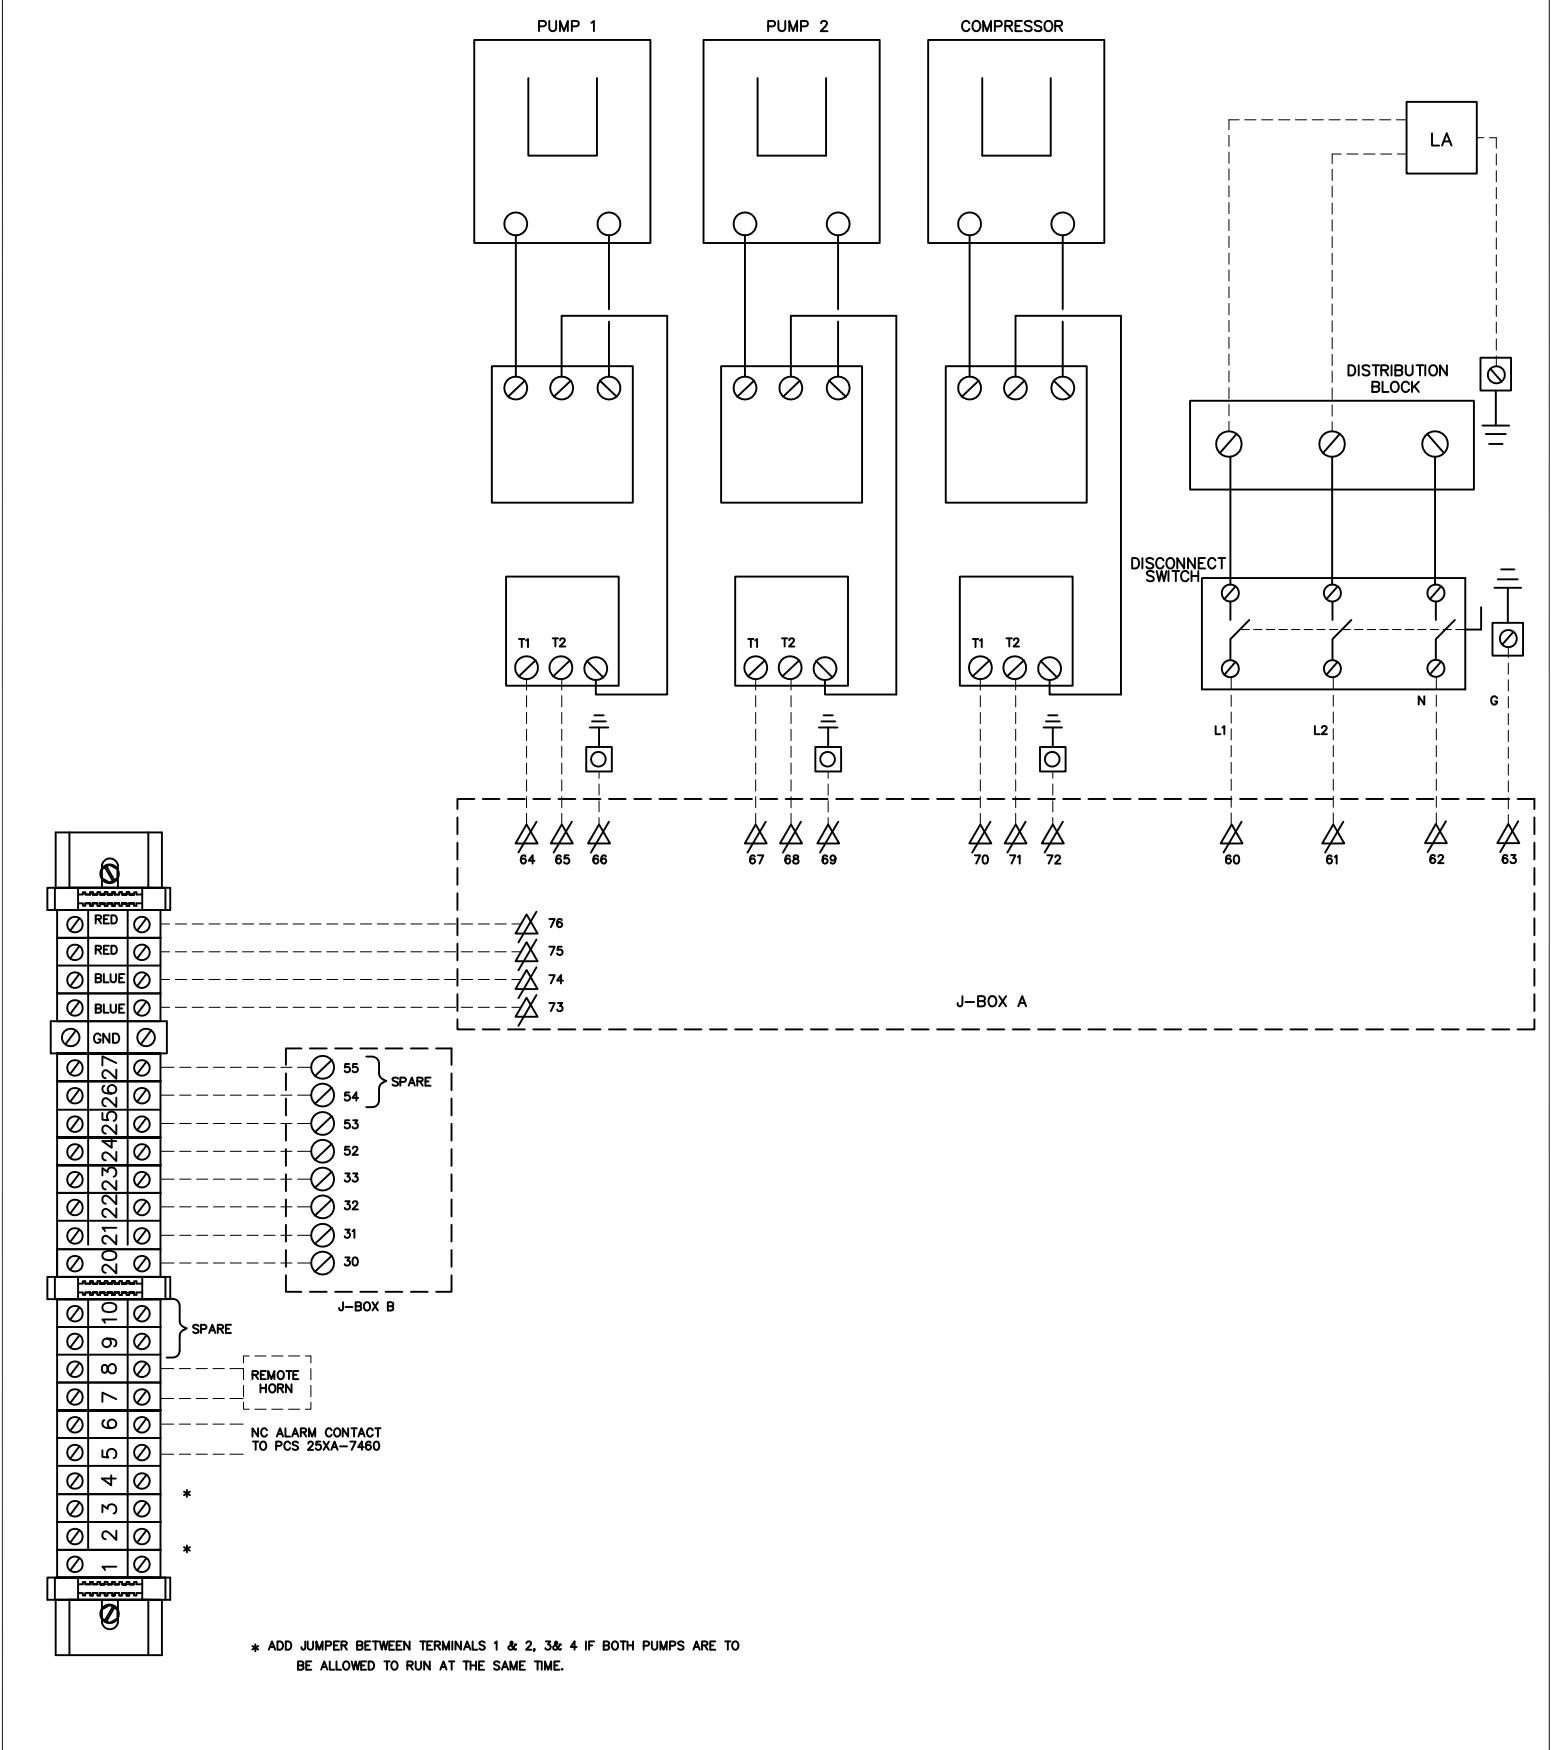 PUMP 1
PUMP 2
COMPRESSOR
LA
DISTRIBUTION
BLOCK
DISCONNECT
SWITCH
T1 T2
T1 T2
T1 T2
N
G
L1
L2
64 65 66
67 68 69
70 71 72
60
61
62
63
RED
76
RED
75
BLUE
74
BLUE
73
J-BOX A
GND
27
55
SPARE
26
54
25
53
24
52
23
33
22
32
21
31
20
30
J-BOX B
10
SPARE
9
8
REMOTE
HORN
7
6
NC ALARM CONTACT
TO PCS 25XA-7460
5
4
*
3
2
*
1
* ADD JUMPER BETWEEN TERMINALS 1 & 2, 3& 4 IF BOTH PUMPS ARE TO
BE ALLOWED TO RUN AT THE SAME TIME.